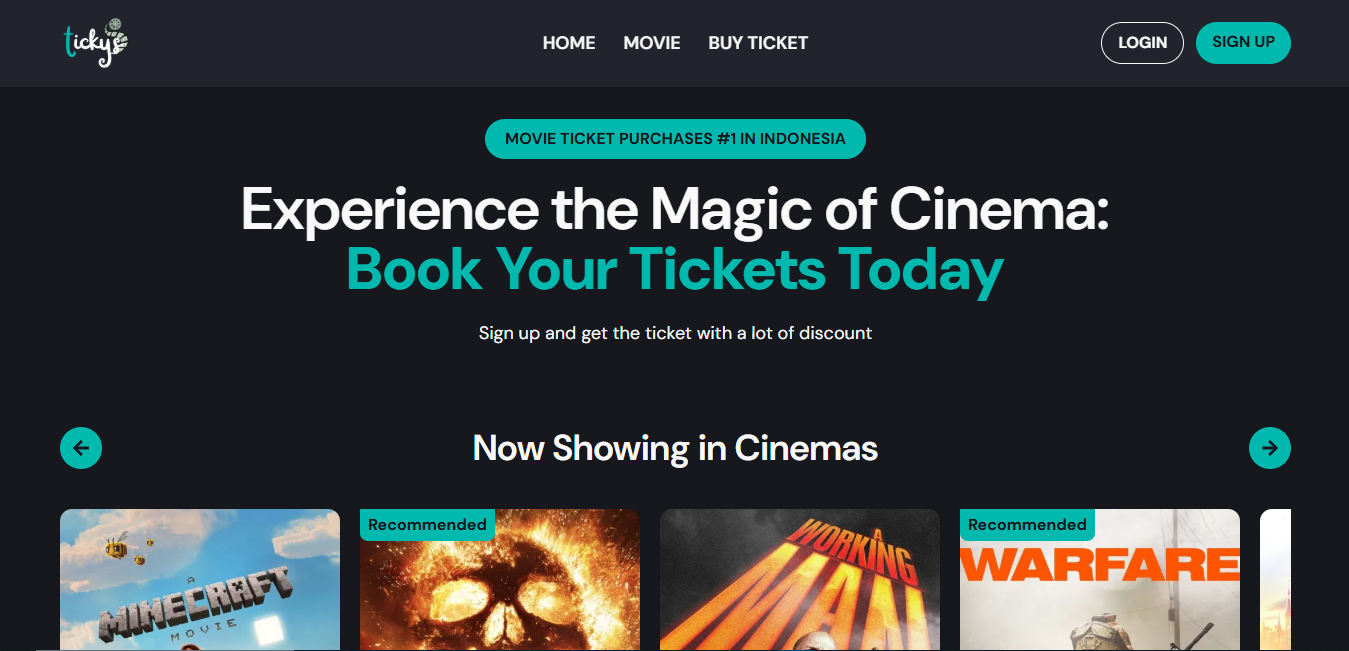 tickys
HOME MOVIE BUY TICKET
LOGIN SIGN UP
MOVIE TICKET PURCHASES #1 IN INDONESIA
Experience the Magic of Cinema:
Book Your Tickets Today
Sign up and get the ticket with a lot of discount
Now Showing in Cinemas
A
MINECRAFT
MOVIE
Recommended
A
WORKING
MAN
Recommended
WARFARE